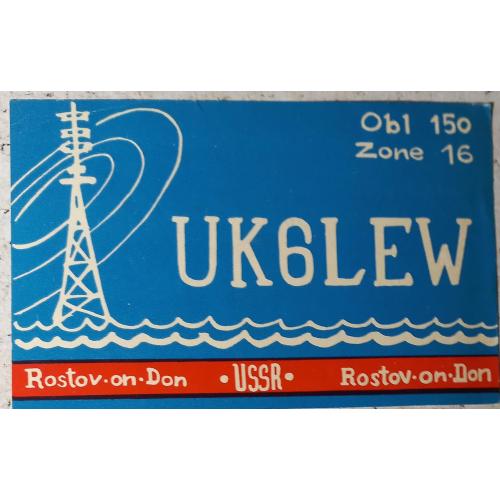 Obl 150
Zone 16
UK6LEW
Rostov·on·Don •USSR• Rostov·on·Don